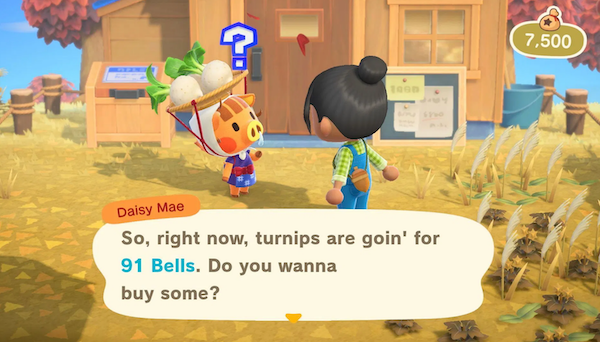 7,500
Daisy Mae
So, right now, turnips are goin' for
91 Bells. Do you wanna
buy some?